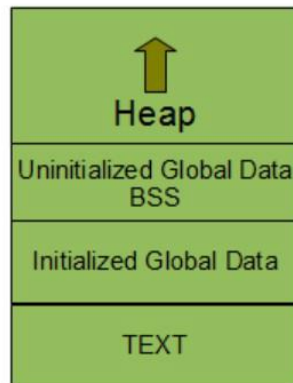 Heap
Uninitialized Global Data
BSS
Initialized Global Data
TEXT